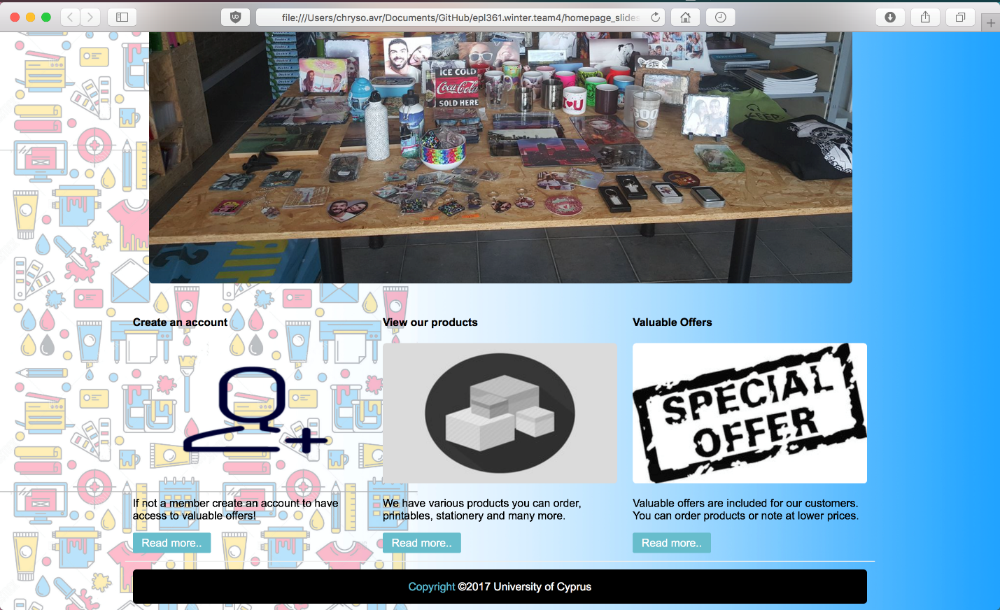 file:///Users/chryso.avr/Documents/GitHub/epl361.winter.team4/homepage_slides
ICE COLD
Coca-Cola
SOLD HERE
I U
GOO
KEEP
Create an account
View our products
Valuable Offers
SPECIAL
OFFER
If not a member create an account to have
access to valuable offers!
We have various products you can order,
printables, stationery and many more.
Valuable offers are included for our customers.
You can order products or note at lower prices.
Read more..
Read more..
Read more..
Copyright ©2017 University of Cyprus